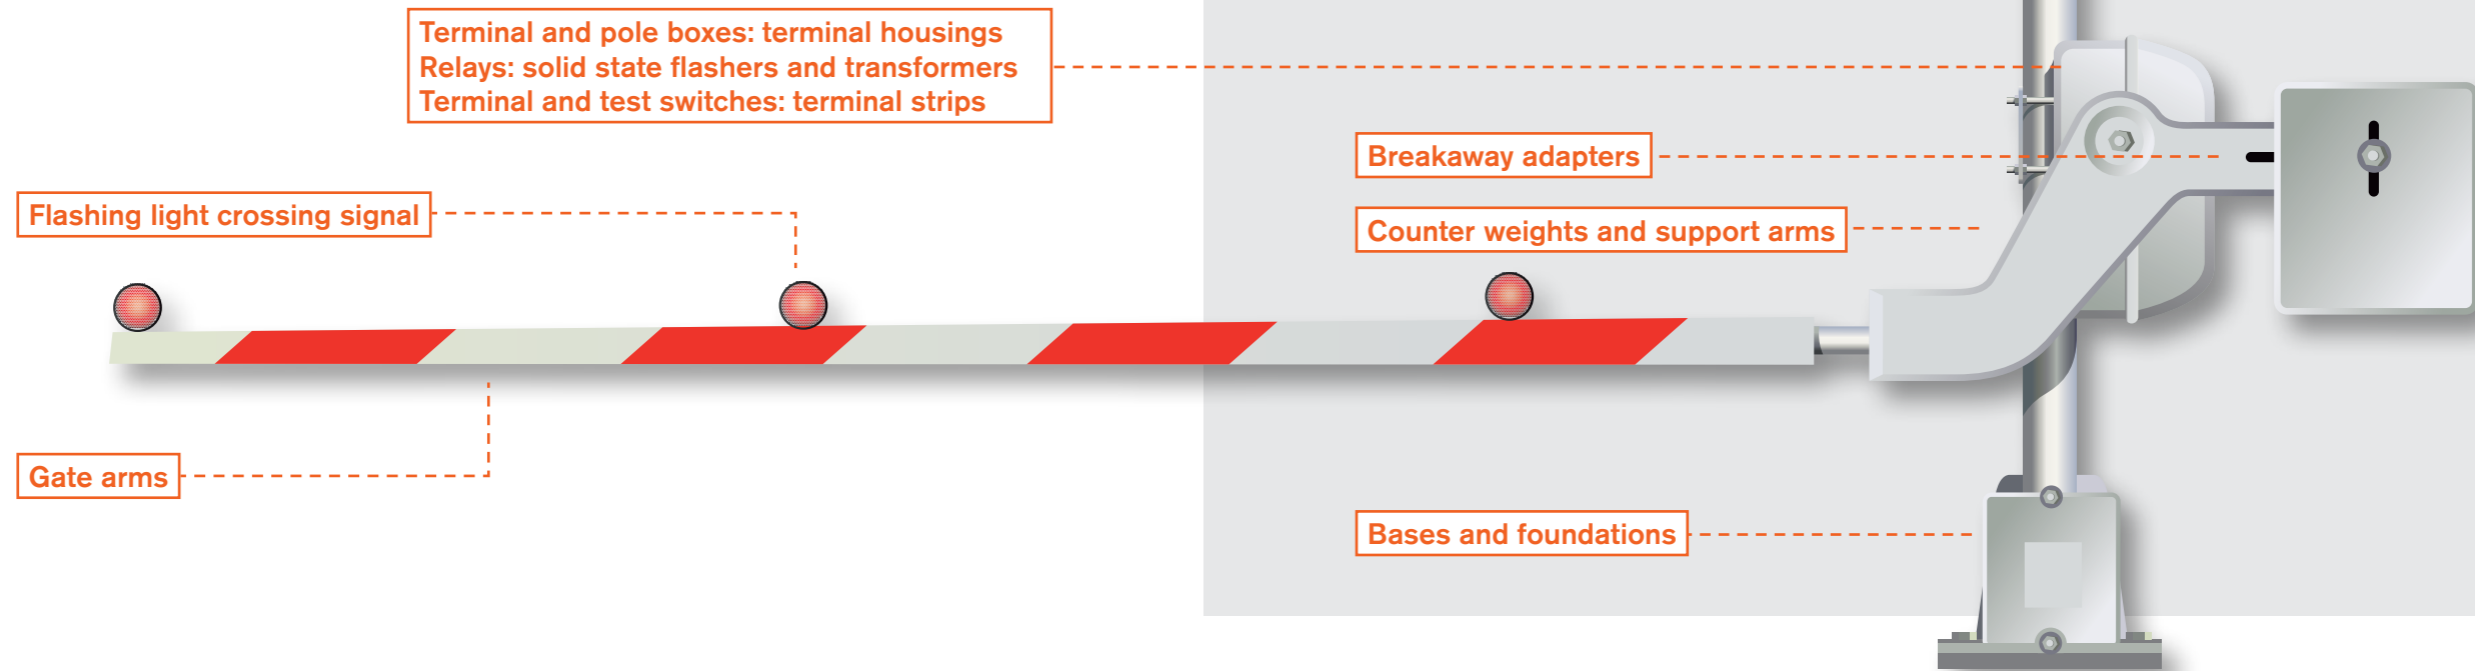 Terminal and pole boxes: terminal housings
Relays: solid state flashers and transformers
Terminal and test switches: terminal strips
Breakaway adapters
Flashing light crossing signal
Counter weights and support arms
Gate arms
Bases and foundations